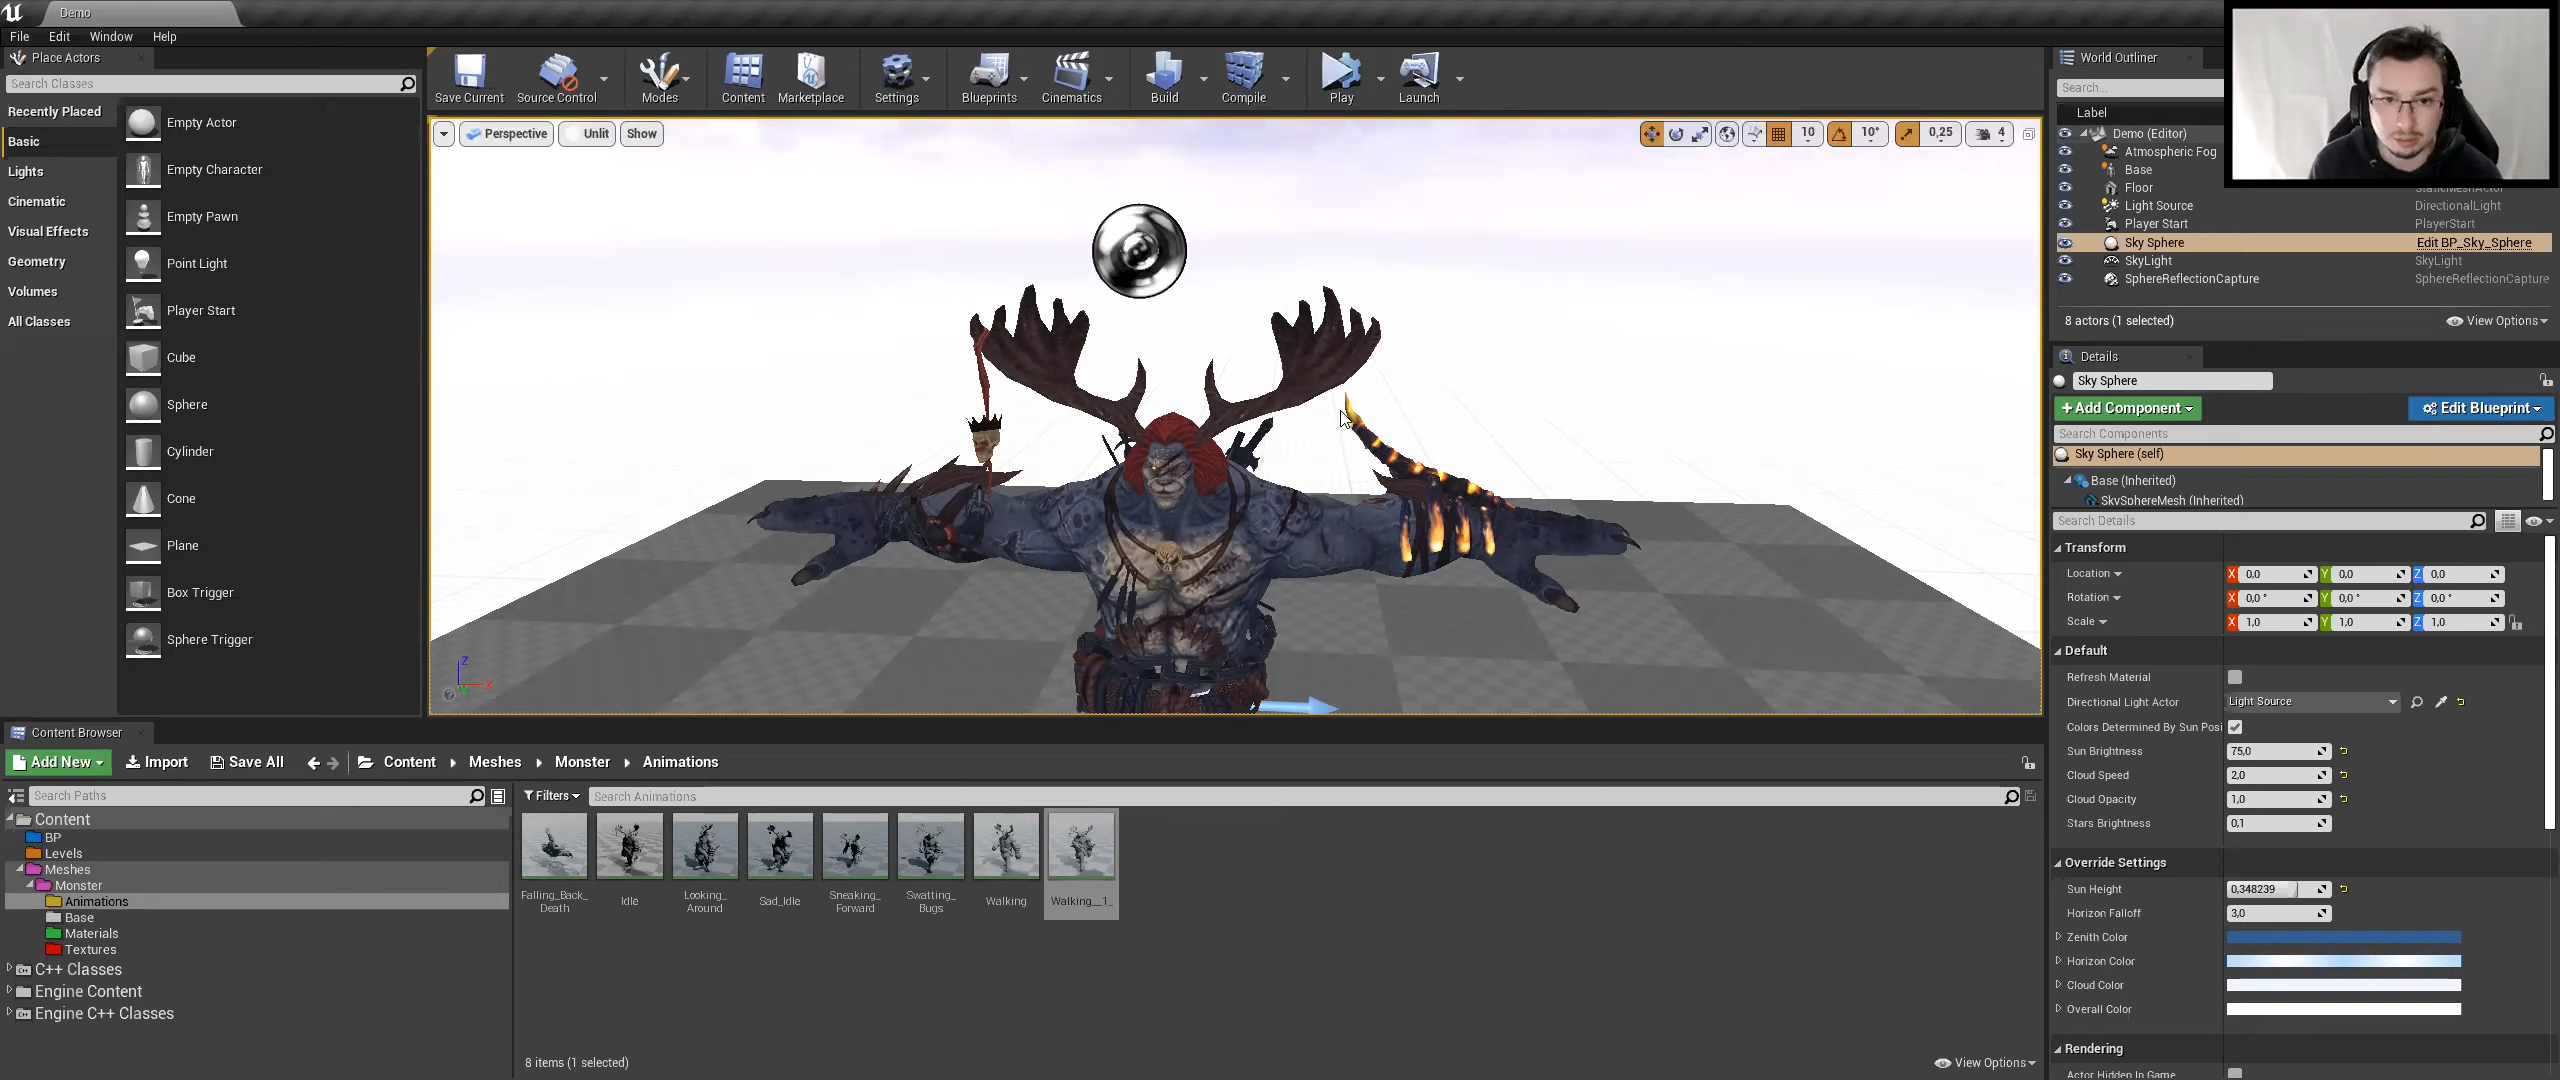 Demo
File Edit Window Help
Place Actors
Search Classes
Recently Placed
Basic
Lights
Cinematic
Visual Effects
Geometry
Volumes
All Classes
Empty Actor
Empty Character
Empty Pawn
Point Light
Player Start
Cube
Sphere
Cylinder
Cone
Plane
Box Trigger
Sphere Trigger
Save Current Source Control Modes Content Marketplace Settings Blueprints Cinematics Build Compile Play Launch
Perspective Unlit Show
10 10° 0,25 4
Z
X
World Outliner
Search...
Label
Demo (Editor)
Atmospheric Fog
Base
Floor StaticMeshActor
Light Source DirectionalLight
Player Start PlayerStart
Sky Sphere Edit BP_Sky_Sphere
SkyLight SkyLight
SphereReflectionCapture SphereReflectionCapture
8 actors (1 selected) View Options
Details
Sky Sphere
+Add Component Edit Blueprint
Search Components
Sky Sphere (self)
Base (Inherited)
SkySphereMesh (Inherited)
Search Details
Transform
Location X 0,0 Y 0,0 Z 0,0
Rotation X 0,0 ° Y 0,0 ° Z 0,0 °
Scale X 1,0 Y 1,0 Z 1,0
Default
Refresh Material
Directional Light Actor Light Source
Colors Determined By Sun Posi
Sun Brightness 75,0
Cloud Speed 2,0
Cloud Opacity 1,0
Stars Brightness 0,1
Override Settings
Sun Height 0,348239
Horizon Falloff 3,0
Zenith Color
Horizon Color
Cloud Color
Overall Color
Rendering
Actor Hidden In Game
Content Browser
Add New Import Save All Content Meshes Monster Animations
Search Paths
Filters Search Animations
Content
BP
Levels
Meshes
Monster
Animations
Base
Materials
Textures
C++ Classes
Engine Content
Engine C++ Classes
Falling_Back_
Death
Idle
Looking_
Around
Sad_Idle
Sneaking_
Forward
Swatting_
Bugs
Walking
Walking__1_
8 items (1 selected) View Options